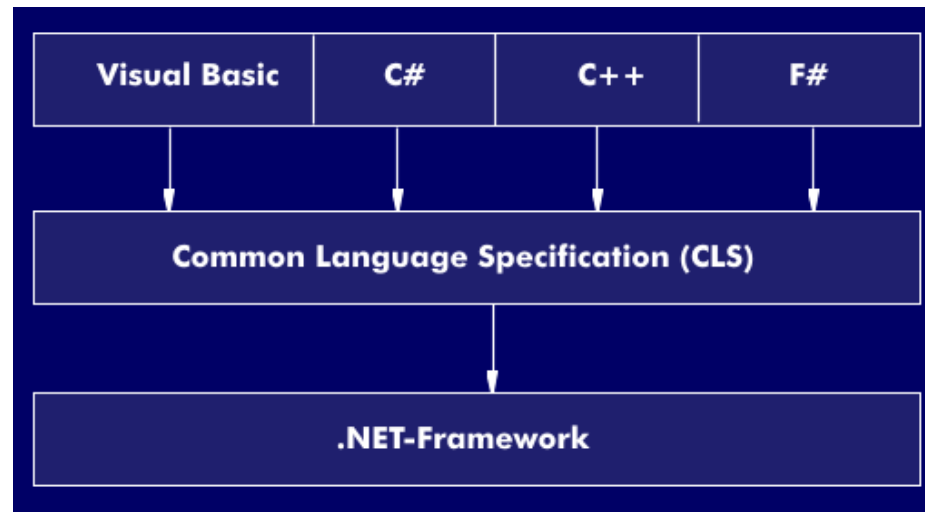 Visual Basic C# C++ F#
Common Language Specification (CLS)
.NET-Framework